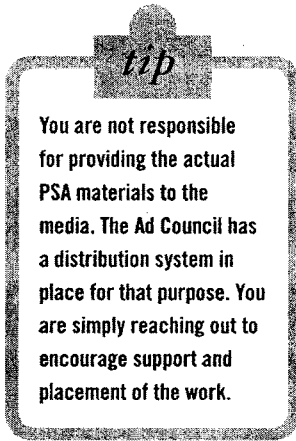 tip
You are not responsible
for providing the actual
PSA materials to the
media. The Ad Council has
a distribution system in
place for that purpose. You
are simply reaching out to
encourage support and
placement of the work.